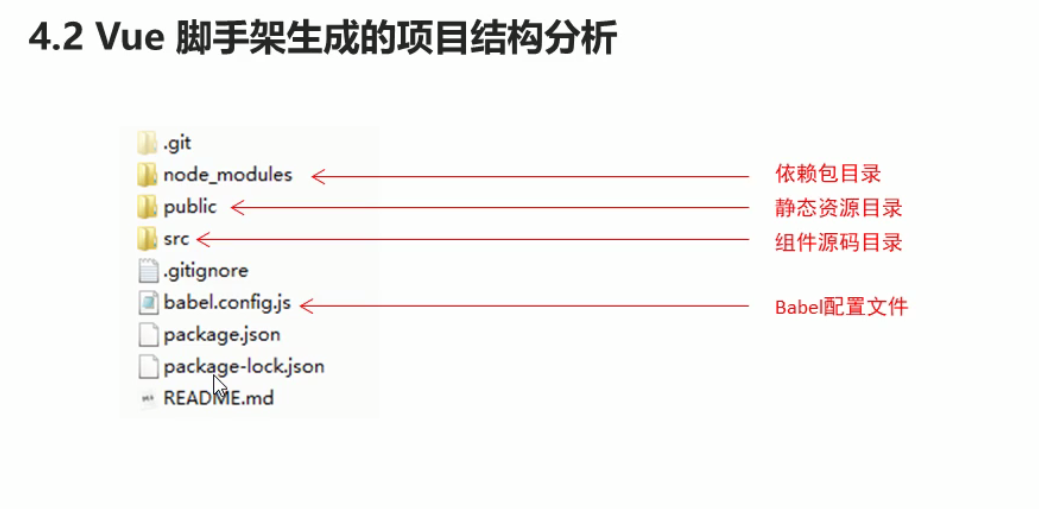 4.2 Vue 脚手架生成的项目结构分析
.git
node_modules 依赖包目录
public 静态资源目录
src 组件源码目录
.gitignore
babel.config.js Babel配置文件
package.json
package-lock.json
README.md